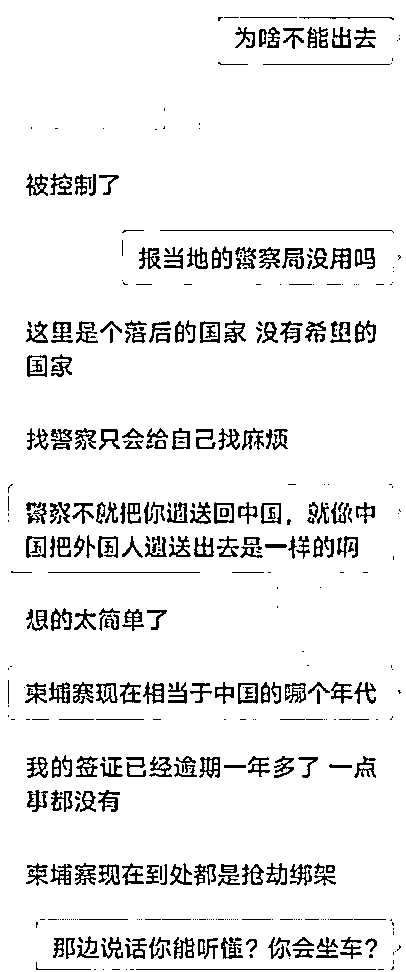 为啥不能出去
被控制了
报当地的警察局没用吗
这里是个落后的国家 没有希望的
国家
找警察只会给自己找麻烦
警察不就把你遣送回中国，就像中
国把外国人遣送出去是一样的啊
想的太简单了
柬埔寨现在相当于中国的哪个年代
我的签证已经逾期一年多了 一点
事都没有
柬埔寨现在到处都是抢劫绑架
那边说话你能听懂？你会坐车？